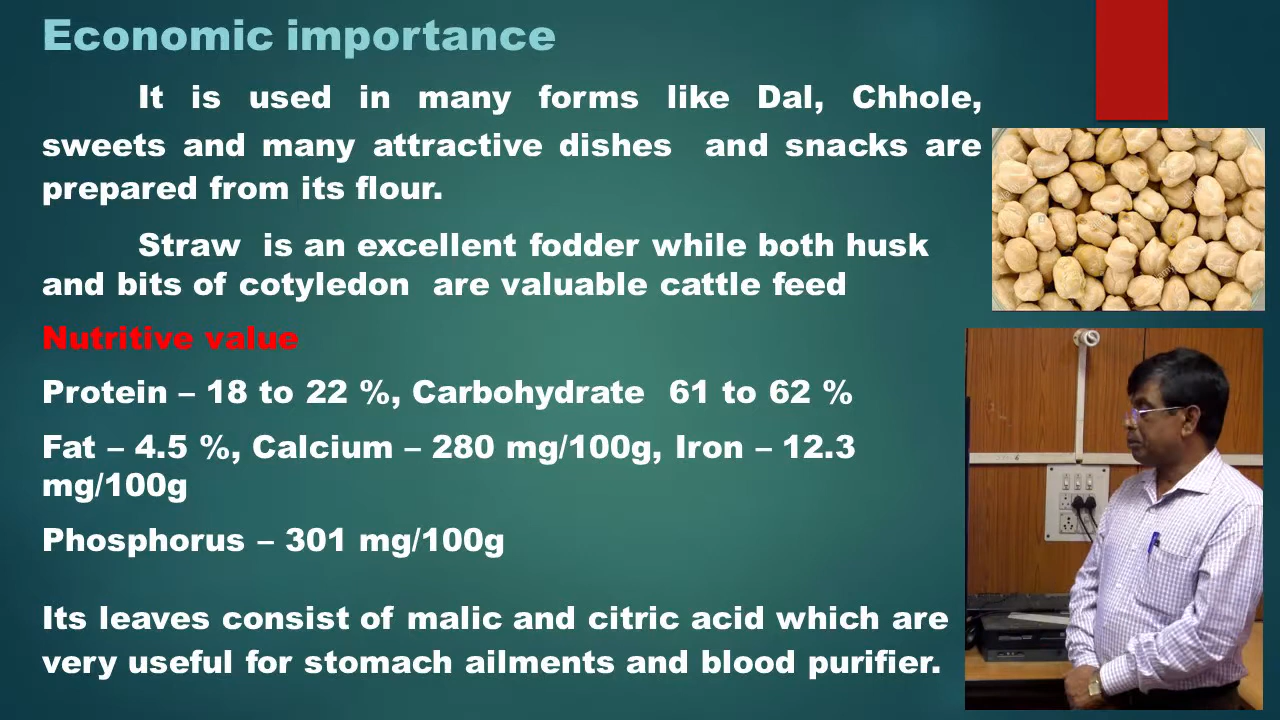 Economic importance
It is used in many forms like Dal, Chhole,
sweets and many attractive dishes and snacks are
prepared from its flour.
Straw is an excellent fodder while both husk
and bits of cotyledon are valuable cattle feed
Nutritive value
Protein – 18 to 22 %, Carbohydrate 61 to 62 %
Fat – 4.5 %, Calcium – 280 mg/100g, Iron – 12.3
mg/100g
Phosphorus – 301 mg/100g
Its leaves consist of malic and citric acid which are
very useful for stomach ailments and blood purifier.